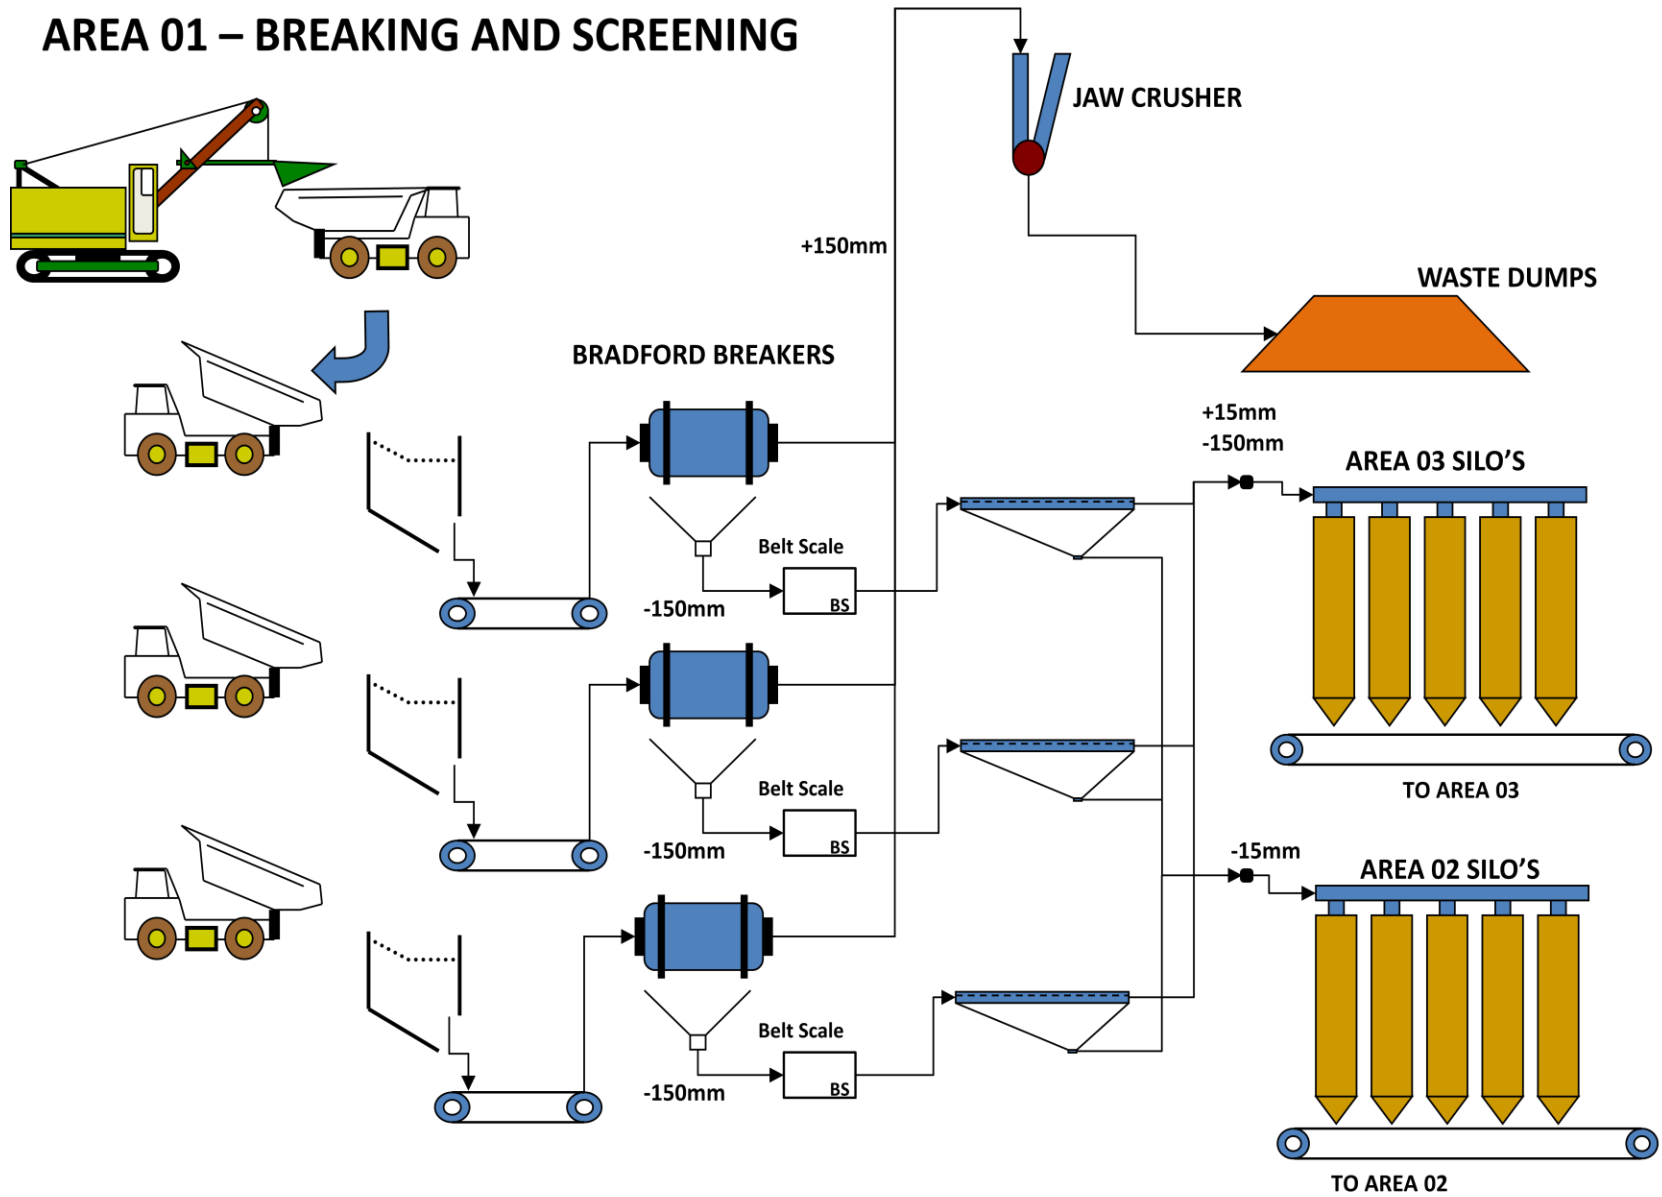 AREA 01 – BREAKING AND SCREENING
JAW CRUSHER
+150mm
WASTE DUMPS
BRADFORD BREAKERS
+15mm
-150mm
AREA 03 SILO'S
Belt Scale
BS
-150mm
Belt Scale
BS
-150mm
TO AREA 03
-15mm
AREA 02 SILO'S
Belt Scale
BS
-150mm
TO AREA 02